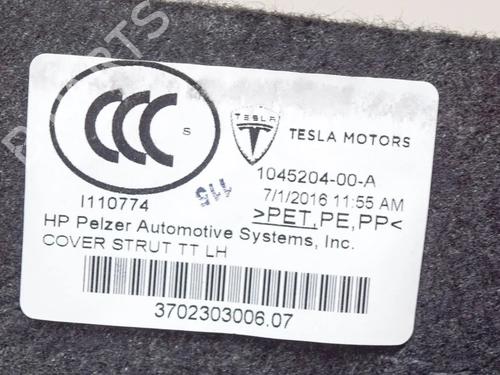 CCC S
TESLA
TESLA MOTORS
1045204-00-A
I110774
7/1/2016 11:55 AM
>PET,PE,PP<
115
HP Pelzer Automotive Systems, Inc.
COVER STRUT TT LH
3702303006.07